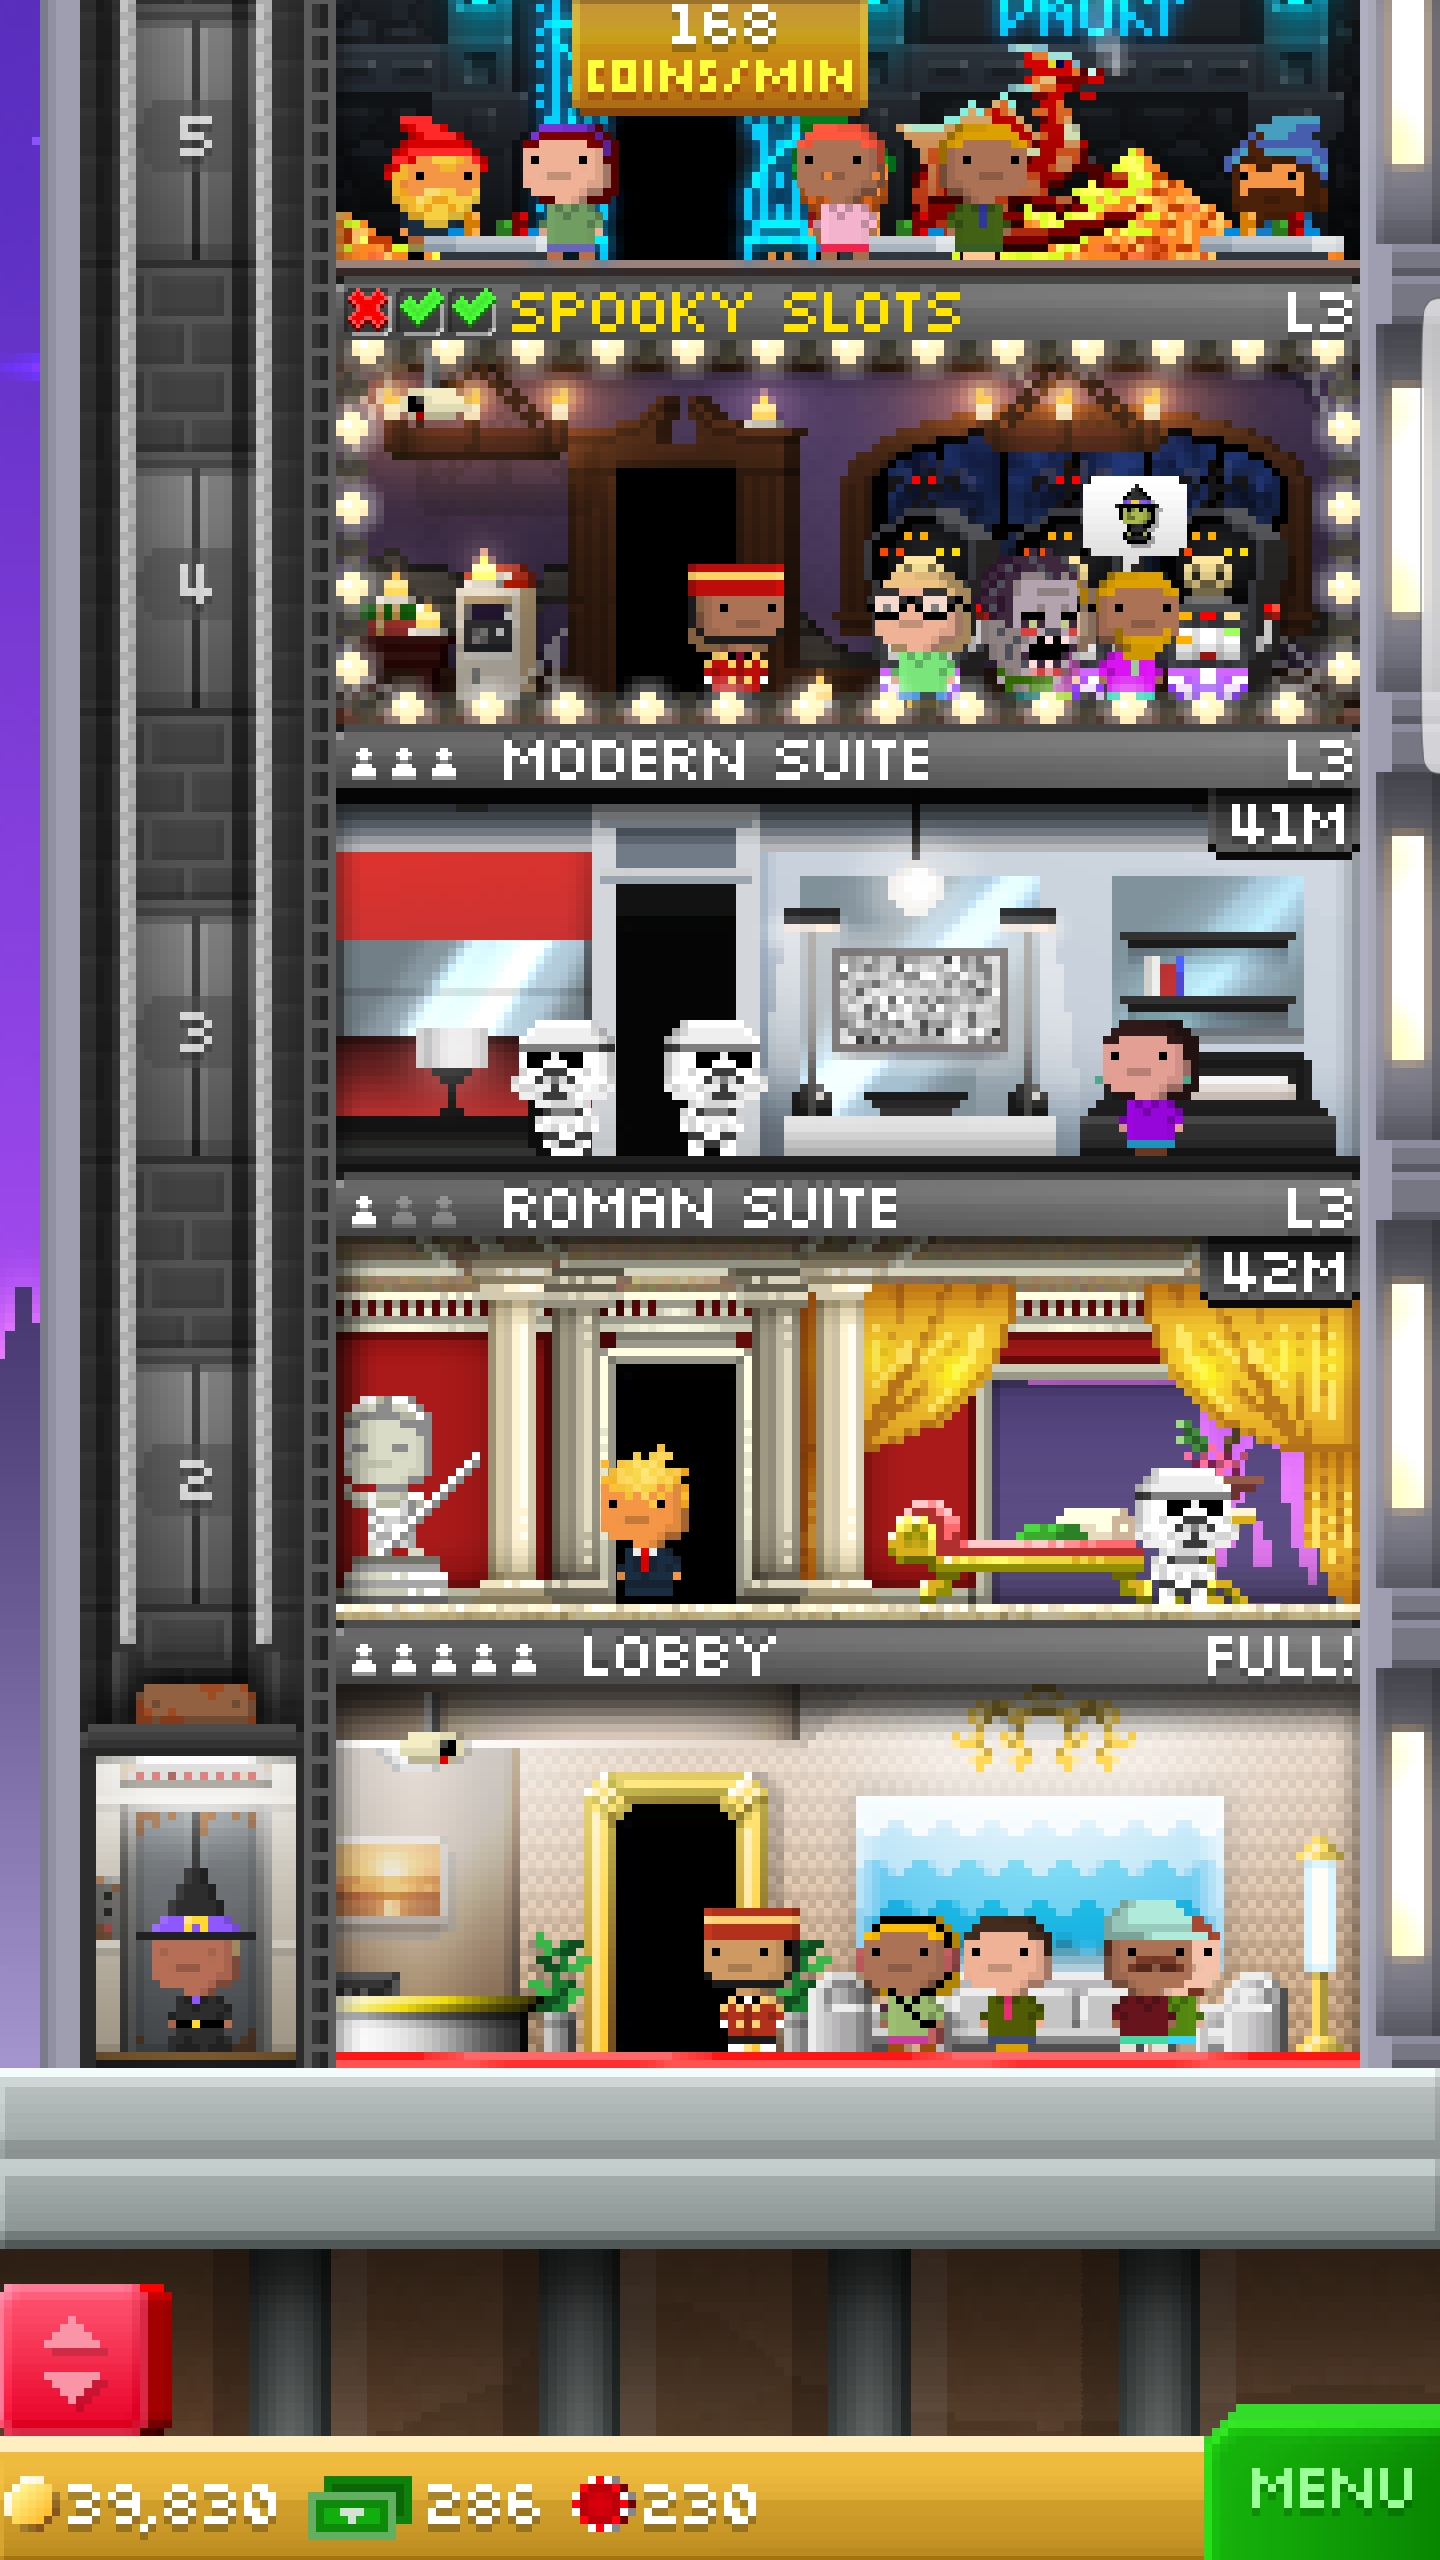 168
COINS/MIN
5
SPOOKY SLOTS L3
4
MODERN SUITE L3
41M
3
ROMAN SUITE L3
42M
2
LOBBY FULL!
39,830 286 230
MENU